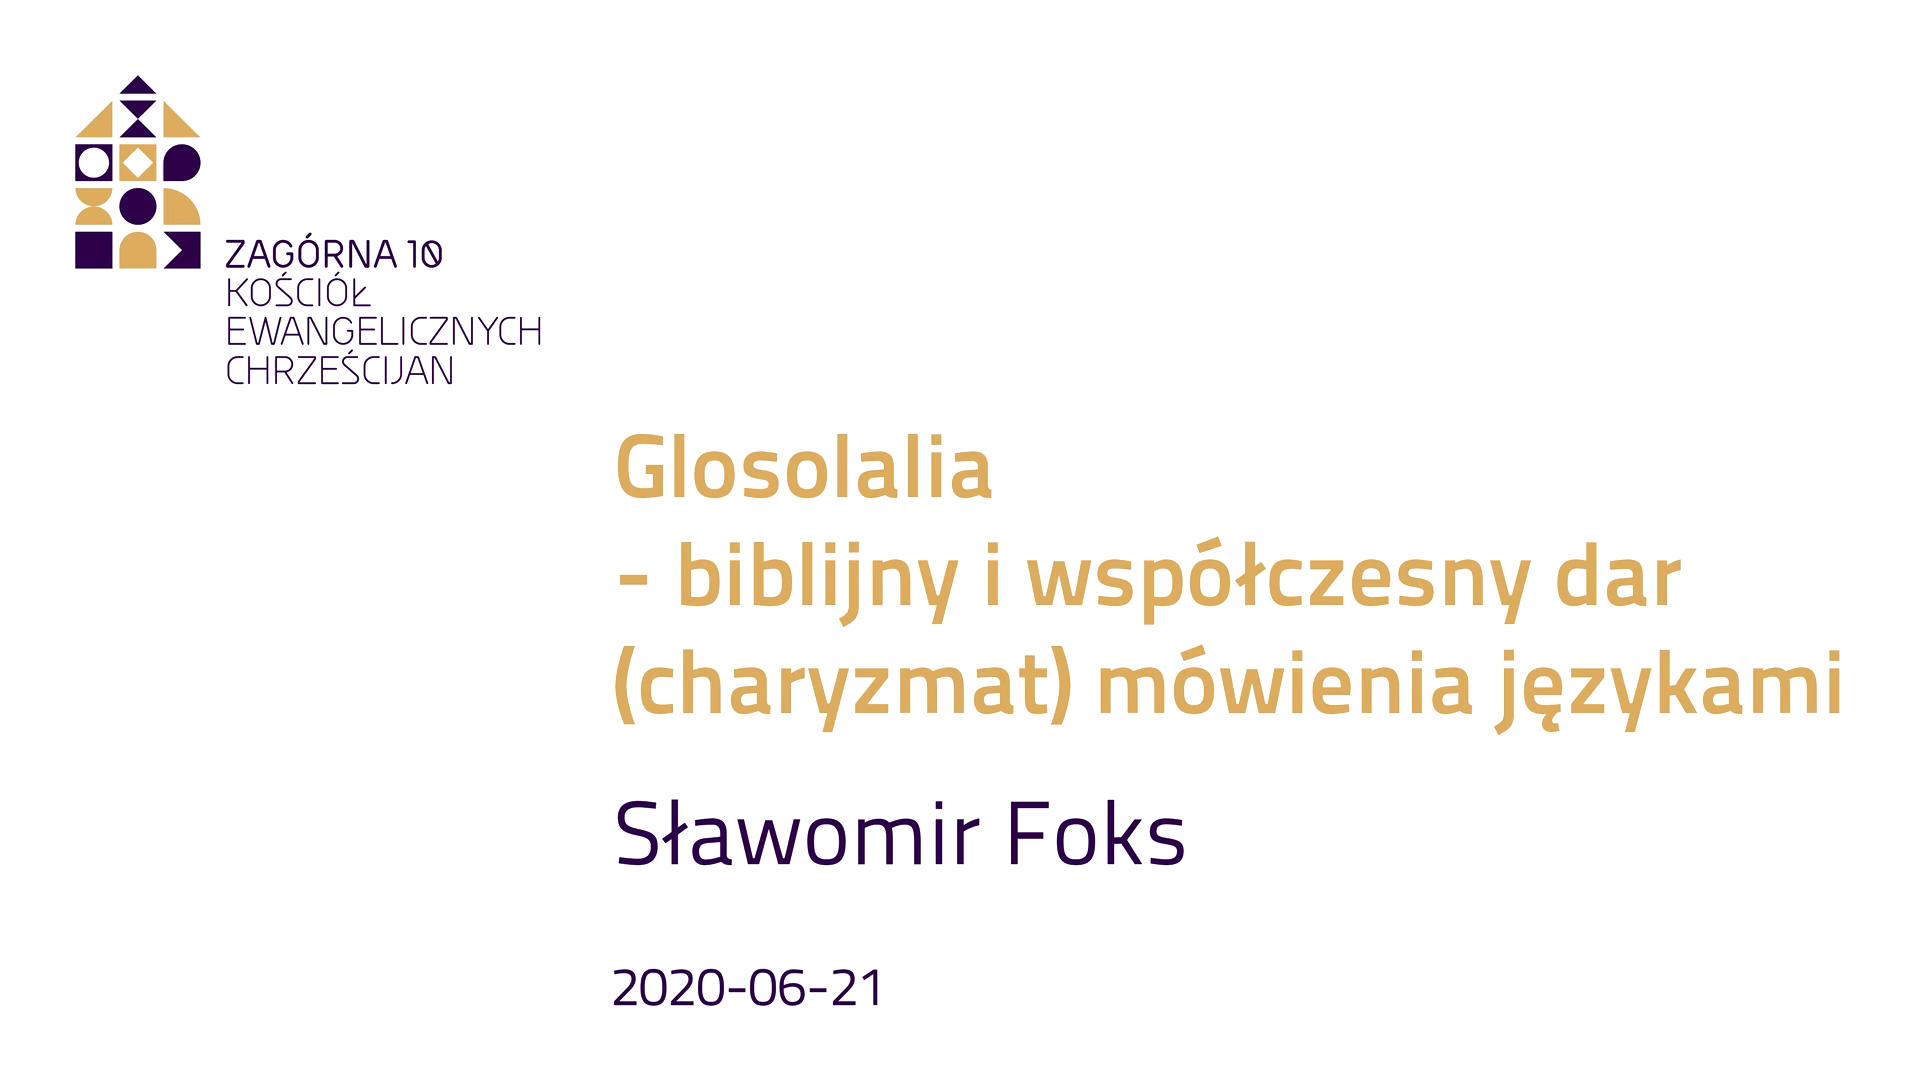 ZAGÓRNA 10
KOŚCIÓŁ
EWANGELICZNYCH
CHRZEŚCIJAN
Glosolalia
- biblijny i współczesny dar
(charyzmat) mówienia językami
Sławomir Foks
2020-06-21